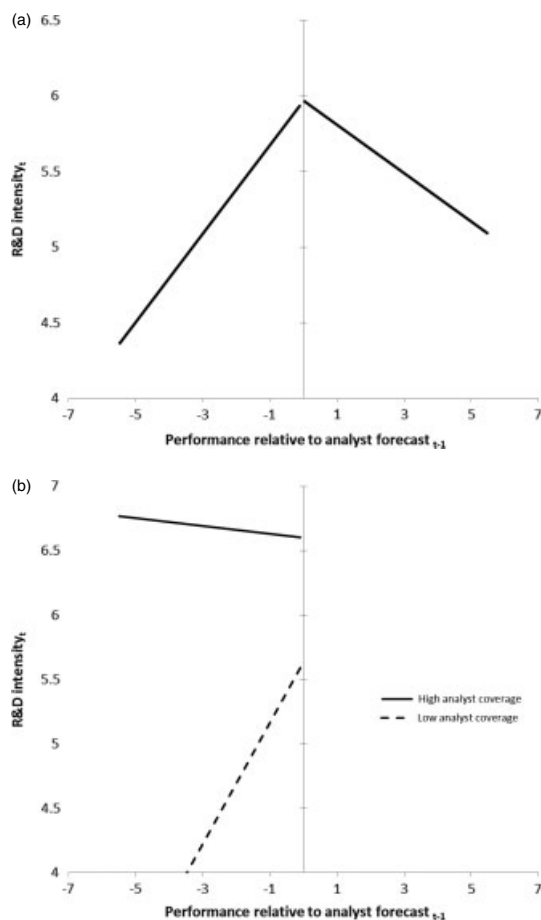 (a)
6.5
6
5.5
5
4.5
4
R&D intensityt
-7 -5 -3 -1 1 3 5 7
Performance relative to analyst forecast t-1
(b)
7
6.5
6
5.5
5
4.5
4
R&D intensityt
High analyst coverage
Low analyst coverage
-7 -5 -3 -1 1 3 5 7
Performance relative to analyst forecast t-1